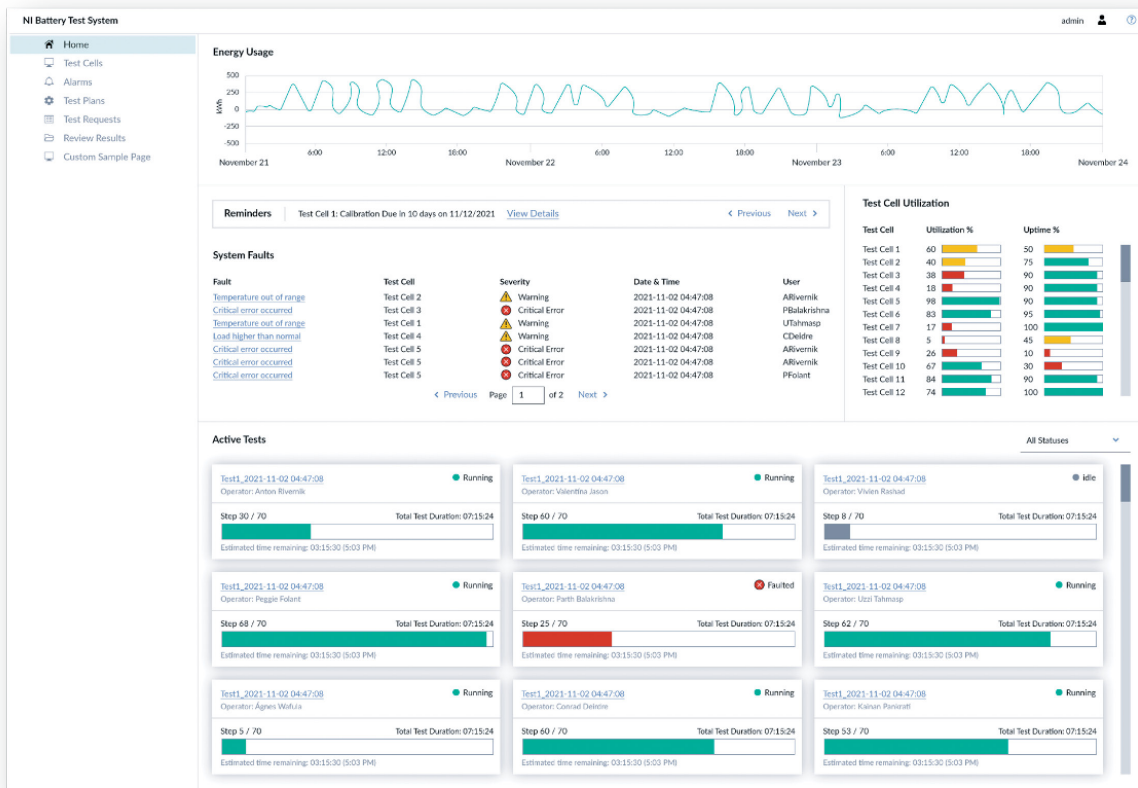 NI Battery Test System
admin
Home
Test Cells
Alarms
Test Plans
Test Requests
Review Results
Custom Sample Page
Energy Usage
kWh
500
250
0
-250
-500
6:00 12:00 18:00 6:00 12:00 18:00 6:00 12:00 18:00
November 21 November 22 November 23 November 24
Reminders Test Cell 1: Calibration Due in 10 days on 11/12/2021 View Details < Previous Next >
System Faults
Fault Test Cell Severity Date & Time User
Temperature out of range Test Cell 2 Warning 2021-11-02 04:47:08 ARivernik
Critical error occurred Test Cell 3 Critical Error 2021-11-02 04:47:08 PBalakrishna
Temperature out of range Test Cell 1 Warning 2021-11-02 04:47:08 UTahmasp
Load higher than normal Test Cell 4 Warning 2021-11-02 04:47:08 CDeidre
Critical error occurred Test Cell 5 Critical Error 2021-11-02 04:47:08 ARivernik
Critical error occurred Test Cell 5 Critical Error 2021-11-02 04:47:08 ARivernik
Critical error occurred Test Cell 5 Critical Error 2021-11-02 04:47:08 PFolant
< Previous Page 1 of 2 Next >
Test Cell Utilization
Test Cell Utilization % Uptime %
Test Cell 1 60 50
Test Cell 2 40 75
Test Cell 3 38 90
Test Cell 4 18 90
Test Cell 5 98 90
Test Cell 6 83 95
Test Cell 7 17 100
Test Cell 8 5 45
Test Cell 9 26 10
Test Cell 10 67 30
Test Cell 11 84 90
Test Cell 12 74 100
Active Tests
All Statuses
Test1_2021-11-02 04:47:08 Running
Operator: Anton Rivernik
Step 30 / 70 Total Test Duration: 07:15:24
Estimated time remaining: 03:15:30 (5:03 PM)
Test1_2021-11-02 04:47:08 Running
Operator: Valentina Jason
Step 60 / 70 Total Test Duration: 07:15:24
Estimated time remaining: 03:15:30 (5:03 PM)
Test1_2021-11-02 04:47:08 idle
Operator: Vivien Rashad
Step 8 / 70 Total Test Duration: 07:15:24
Estimated time remaining: 03:15:30 (5:03 PM)
Test1_2021-11-02 04:47:08 Running
Operator: Peggie Folant
Step 68 / 70 Total Test Duration: 07:15:24
Estimated time remaining: 03:15:30 (5:03 PM)
Test1_2021-11-02 04:47:08 Faulted
Operator: Parth Balakrishna
Step 25 / 70 Total Test Duration: 07:15:24
Estimated time remaining: 03:15:30 (5:03 PM)
Test1_2021-11-02 04:47:08 Running
Operator: Uzzi Tahmasp
Step 62 / 70 Total Test Duration: 07:15:24
Estimated time remaining: 03:15:30 (5:03 PM)
Test1_2021-11-02 04:47:08 Running
Operator: Ágnes Wafula
Step 5 / 70 Total Test Duration: 07:15:24
Estimated time remaining: 03:15:30 (5:03 PM)
Test1_2021-11-02 04:47:08 Running
Operator: Conrad Deirdre
Step 60 / 70 Total Test Duration: 07:15:24
Estimated time remaining: 03:15:30 (5:03 PM)
Test1_2021-11-02 04:47:08 Running
Operator: Kainan Pankrati
Step 53 / 70 Total Test Duration: 07:15:24
Estimated time remaining: 03:15:30 (5:03 PM)